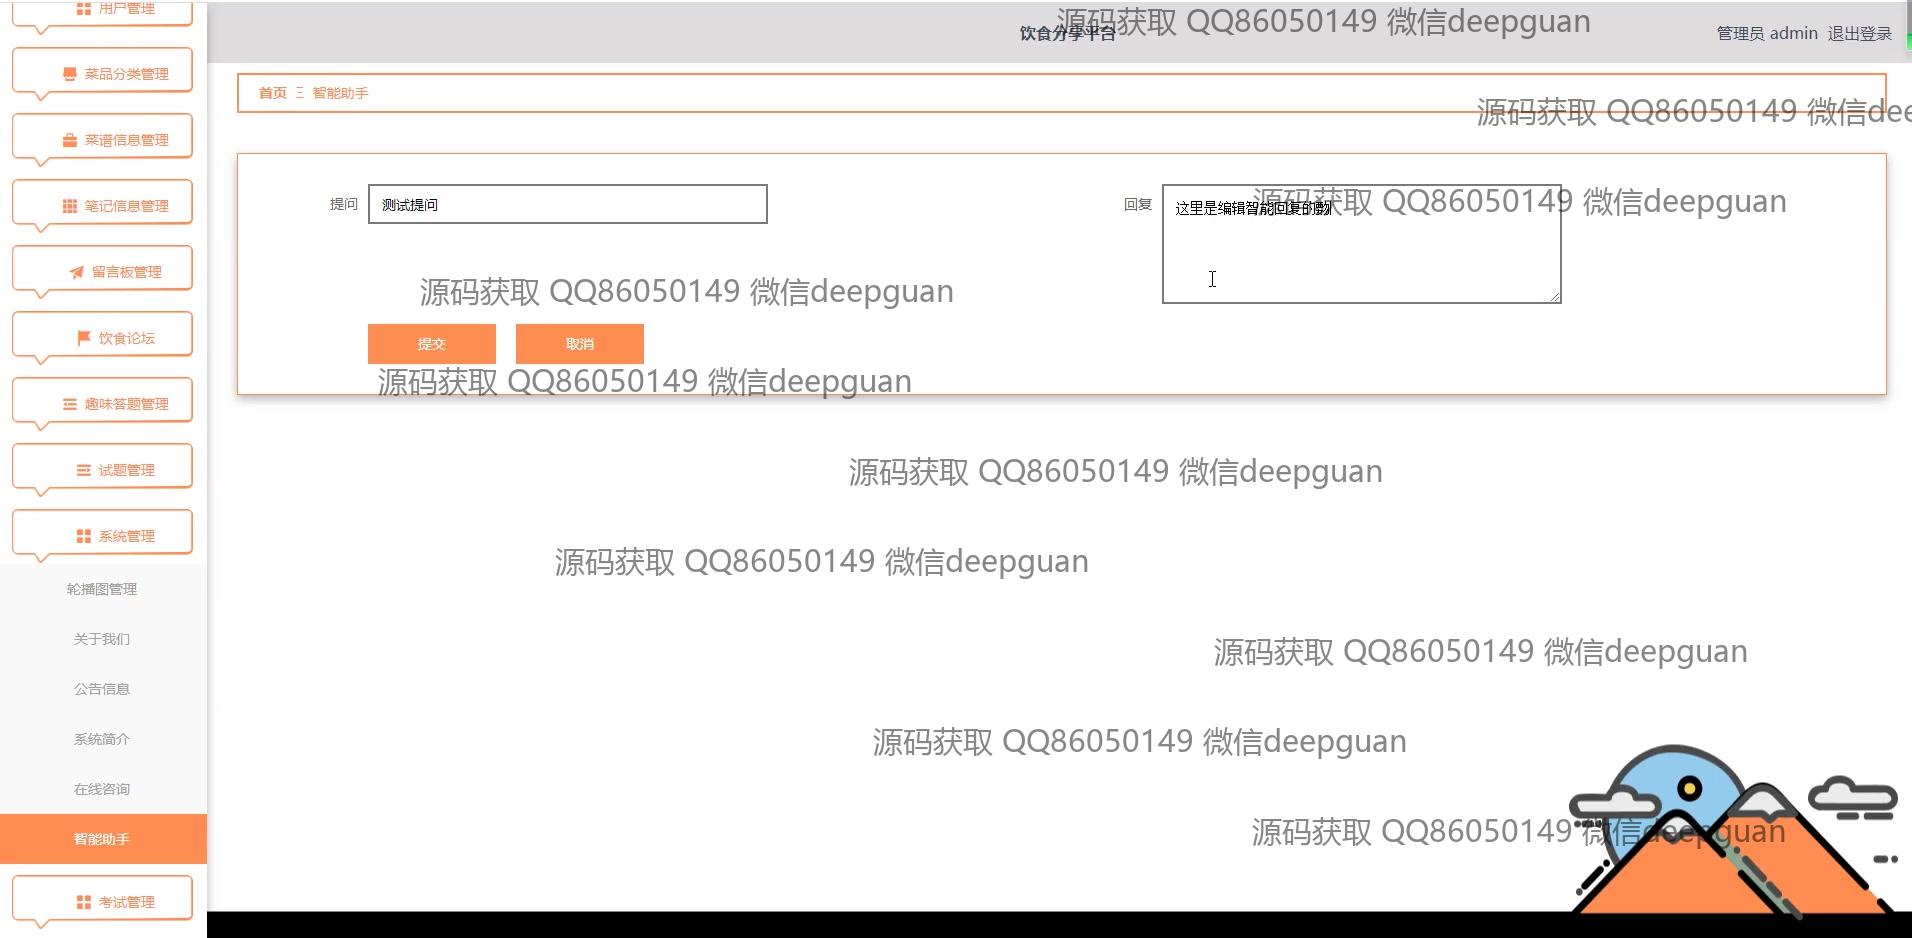 用户管理
菜品分类管理
菜谱信息管理
笔记信息管理
留言板管理
饮食论坛
趣味答题管理
试题管理
系统管理
轮播图管理
关于我们
公告信息
系统简介
在线咨询
智能助手
考试管理
饮食分享平台
管理员 admin 退出登录
首页 智能助手
提问
测试提问
回复
这里是编辑智能回复的
提交
取消
源码获取 QQ86050149 微信deepguan
源码获取 QQ86050149 微信dee
源码获取 QQ86050149 微信deepguan
源码获取 QQ86050149 微信deepguan
源码获取 QQ86050149 微信deepguan
源码获取 QQ86050149 微信deepguan
源码获取 QQ86050149 微信deepguan
源码获取 QQ86050149 微信deepguan
源码获取 QQ86050149 微信deepguan
源码获取 QQ86050149 微信deepguan